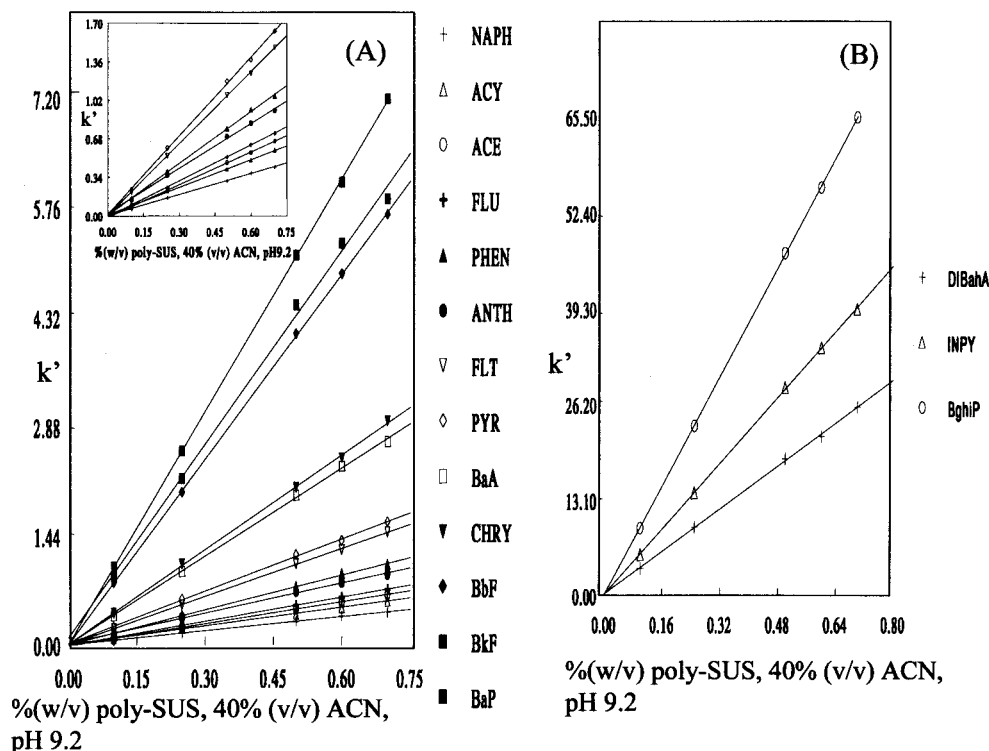 (A)
1.70
1.36
1.02
k'
0.68
0.34
0.00
0.00 0.15 0.30 0.45 0.60 0.75
%(w/v) poly-SUS, 40% (v/v) ACN, pH9.2
7.20
5.76
4.32
k'
2.88
1.44
0.00
0.00 0.15 0.30 0.45 0.60 0.75
%(w/v) poly-SUS, 40% (v/v) ACN,
pH 9.2
NAPH
ACY
ACE
FLU
PHEN
ANTH
FLT
PYR
BaA
CHRY
BbF
BkF
BaP
(B)
65.50
52.40
39.30
k'
26.20
13.10
0.00
0.00 0.16 0.32 0.48 0.64 0.80
%(w/v) poly-SUS, 40% (v/v) ACN,
pH 9.2
DIBahA
INPY
BghiP